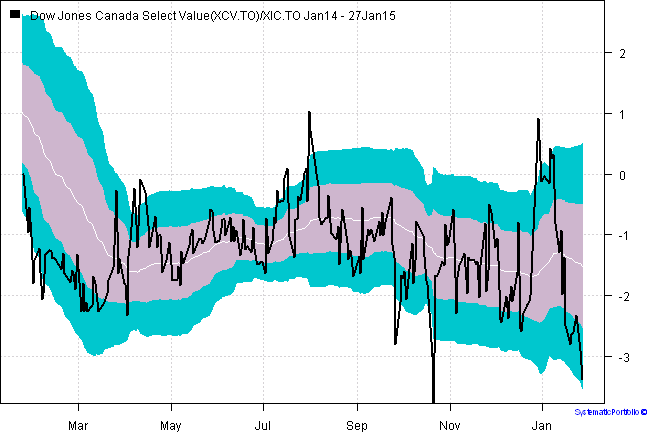 Dow Jones Canada Select Value(XCV.TO)/XIC.TO Jan14 - 27Jan15
2
1
0
-1
-2
-3
Mar
May
Jul
Sep
Nov
Jan
SystematicPortfolio ©